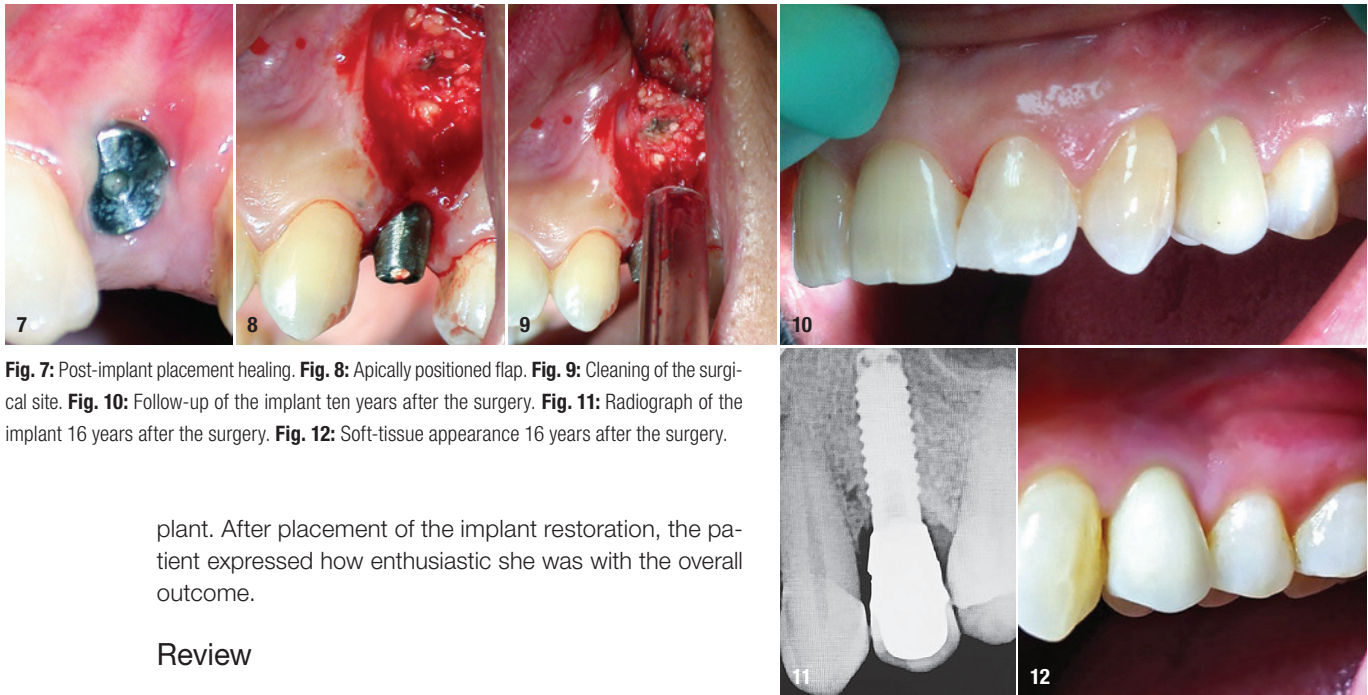 7
8
9
10
Fig. 7: Post-implant placement healing. Fig. 8: Apically positioned flap. Fig. 9: Cleaning of the surgi-
cal site. Fig. 10: Follow-up of the implant ten years after the surgery. Fig. 11: Radiograph of the
implant 16 years after the surgery. Fig. 12: Soft-tissue appearance 16 years after the surgery.
11
12
plant. After placement of the implant restoration, the pa-
tient expressed how enthusiastic she was with the overall
outcome.
Review